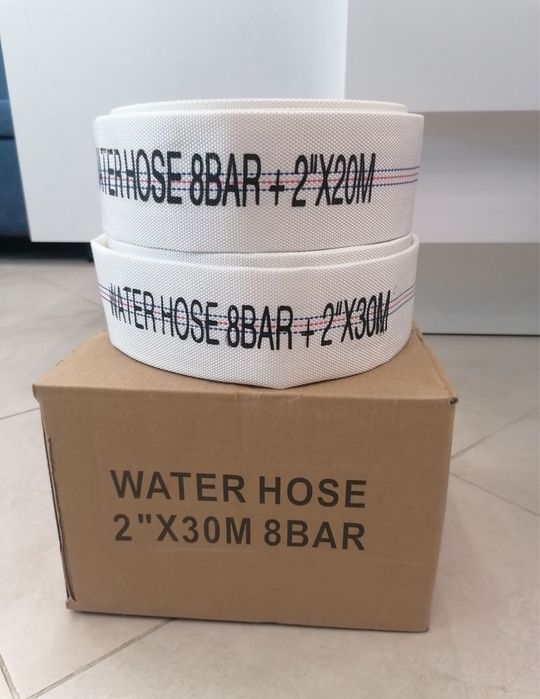 WATER HOSE 8BAR + 2"X20M
WATER HOSE 8BAR + 2"X30M
WATER HOSE
2"X30M 8BAR